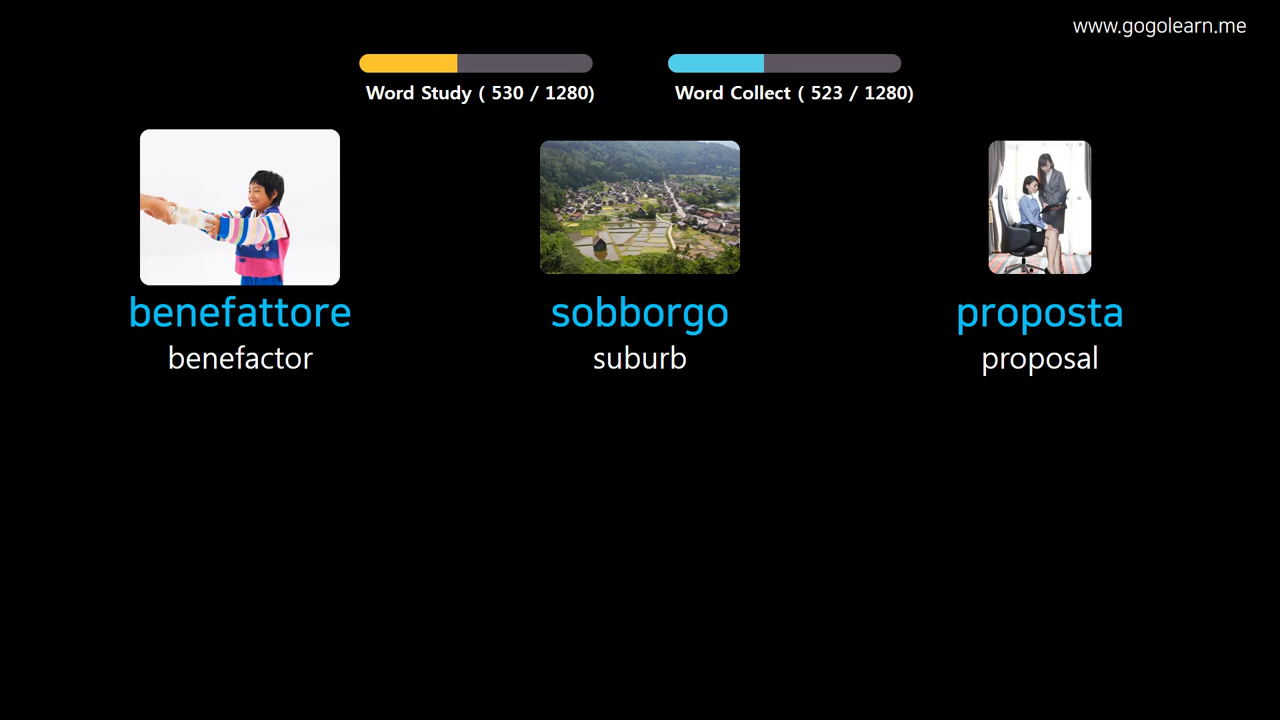 www.gogolearn.me
Word Study ( 530 / 1280)
Word Collect ( 523 / 1280)
benefattore
benefactor
sobborgo
suburb
proposta
proposal